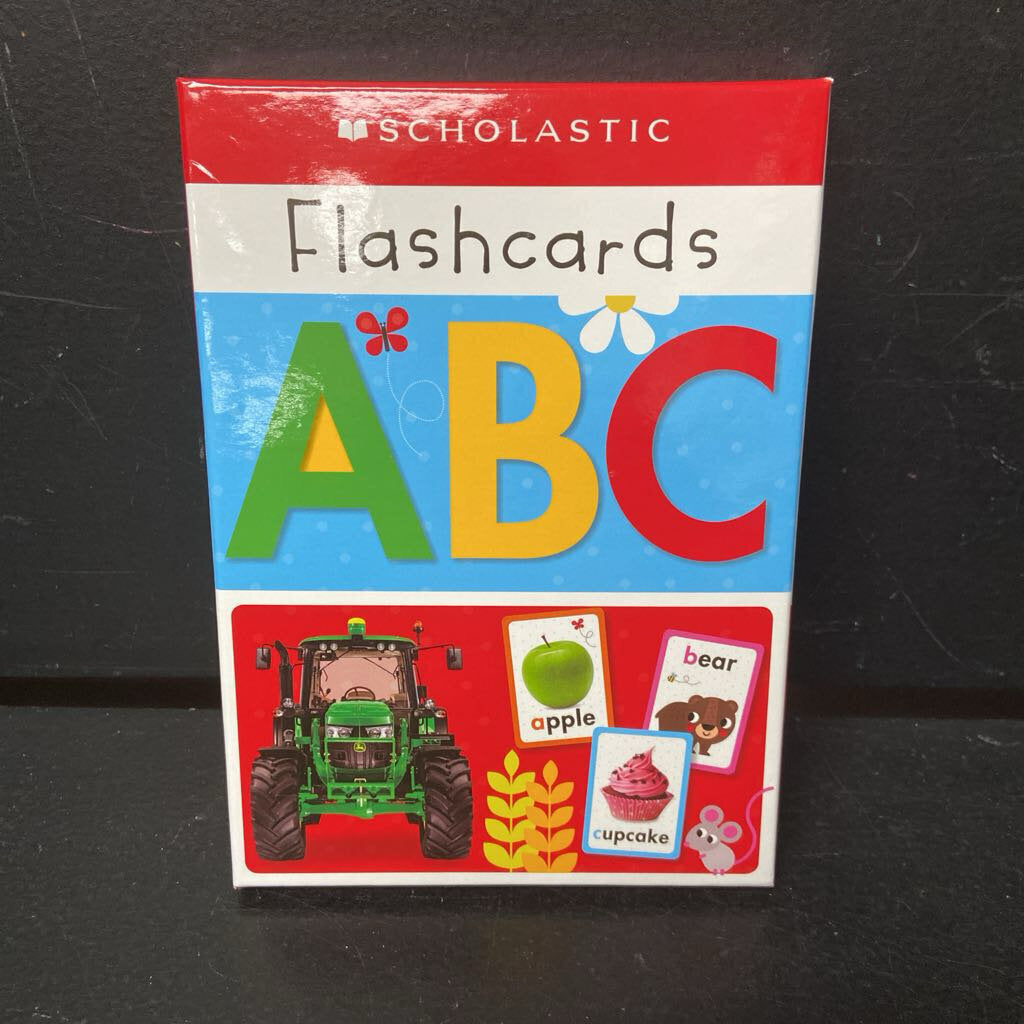 SCHOLASTIC
Flashcards
ABC
apple
bear
cupcake